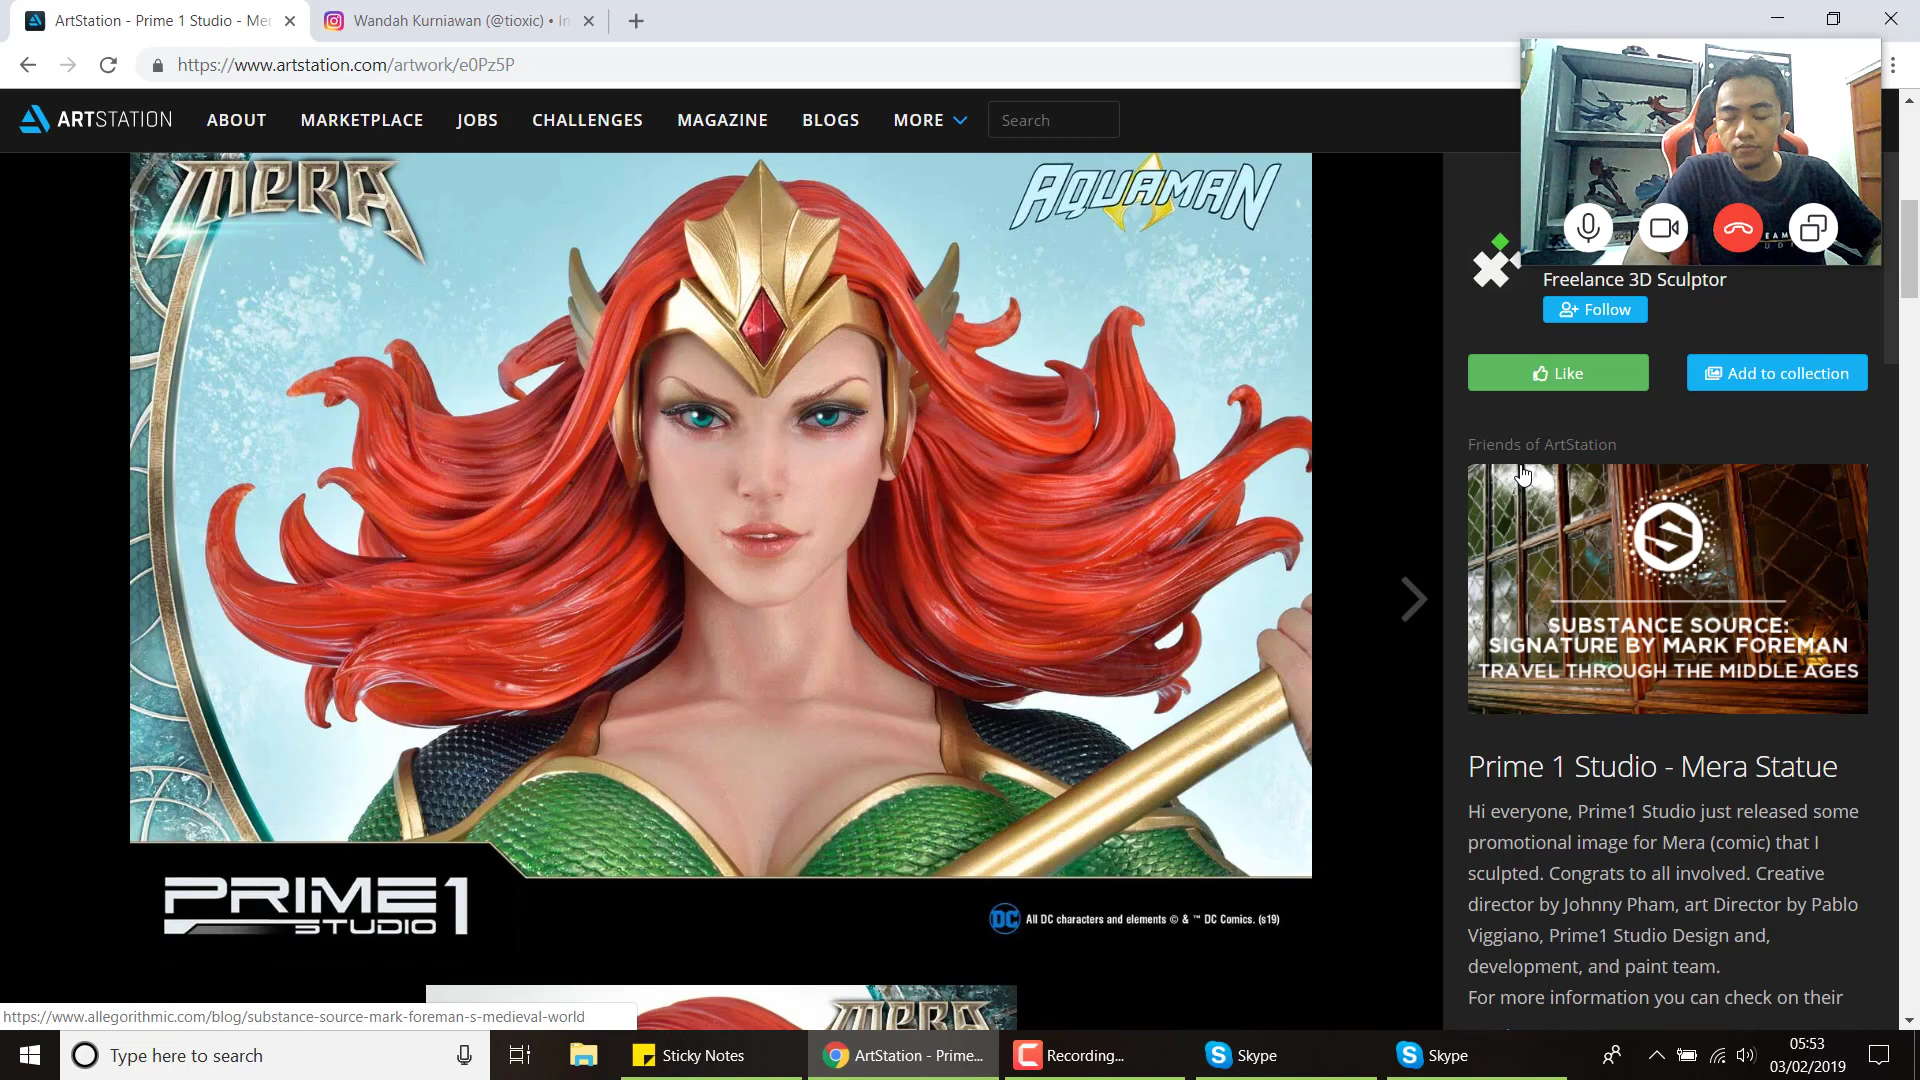 ArtStation - Prime 1 Studio - Mer
Wandah Kurniawan (@tioxic) • In
https://www.artstation.com/artwork/e0Pz5P
ARTSTATION
ABOUT
MARKETPLACE
JOBS
CHALLENGES
MAGAZINE
BLOGS
MORE
Search
MERA
AQUAMAN
Freelance 3D Sculptor
Follow
Like
Add to collection
Friends of ArtStation
SUBSTANCE SOURCE:
SIGNATURE BY MARK FOREMAN
TRAVEL THROUGH THE MIDDLE AGES
Prime 1 Studio - Mera Statue
Hi everyone, Prime1 Studio just released some
promotional image for Mera (comic) that I
sculpted. Congrats to all involved. Creative
director by Johnny Pham, art Director by Pablo
Viggiano, Prime1 Studio Design and,
development, and paint team.
For more information you can check on their
PRIME 1
STUDIO
DC All DC characters and elements © & ™ DC Comics. (s19)
MERA
https://www.allegorithmic.com/blog/substance-source-mark-foreman-s-medieval-world
Type here to search
Sticky Notes
ArtStation - Prime...
Recording...
Skype
Skype
05:53
03/02/2019